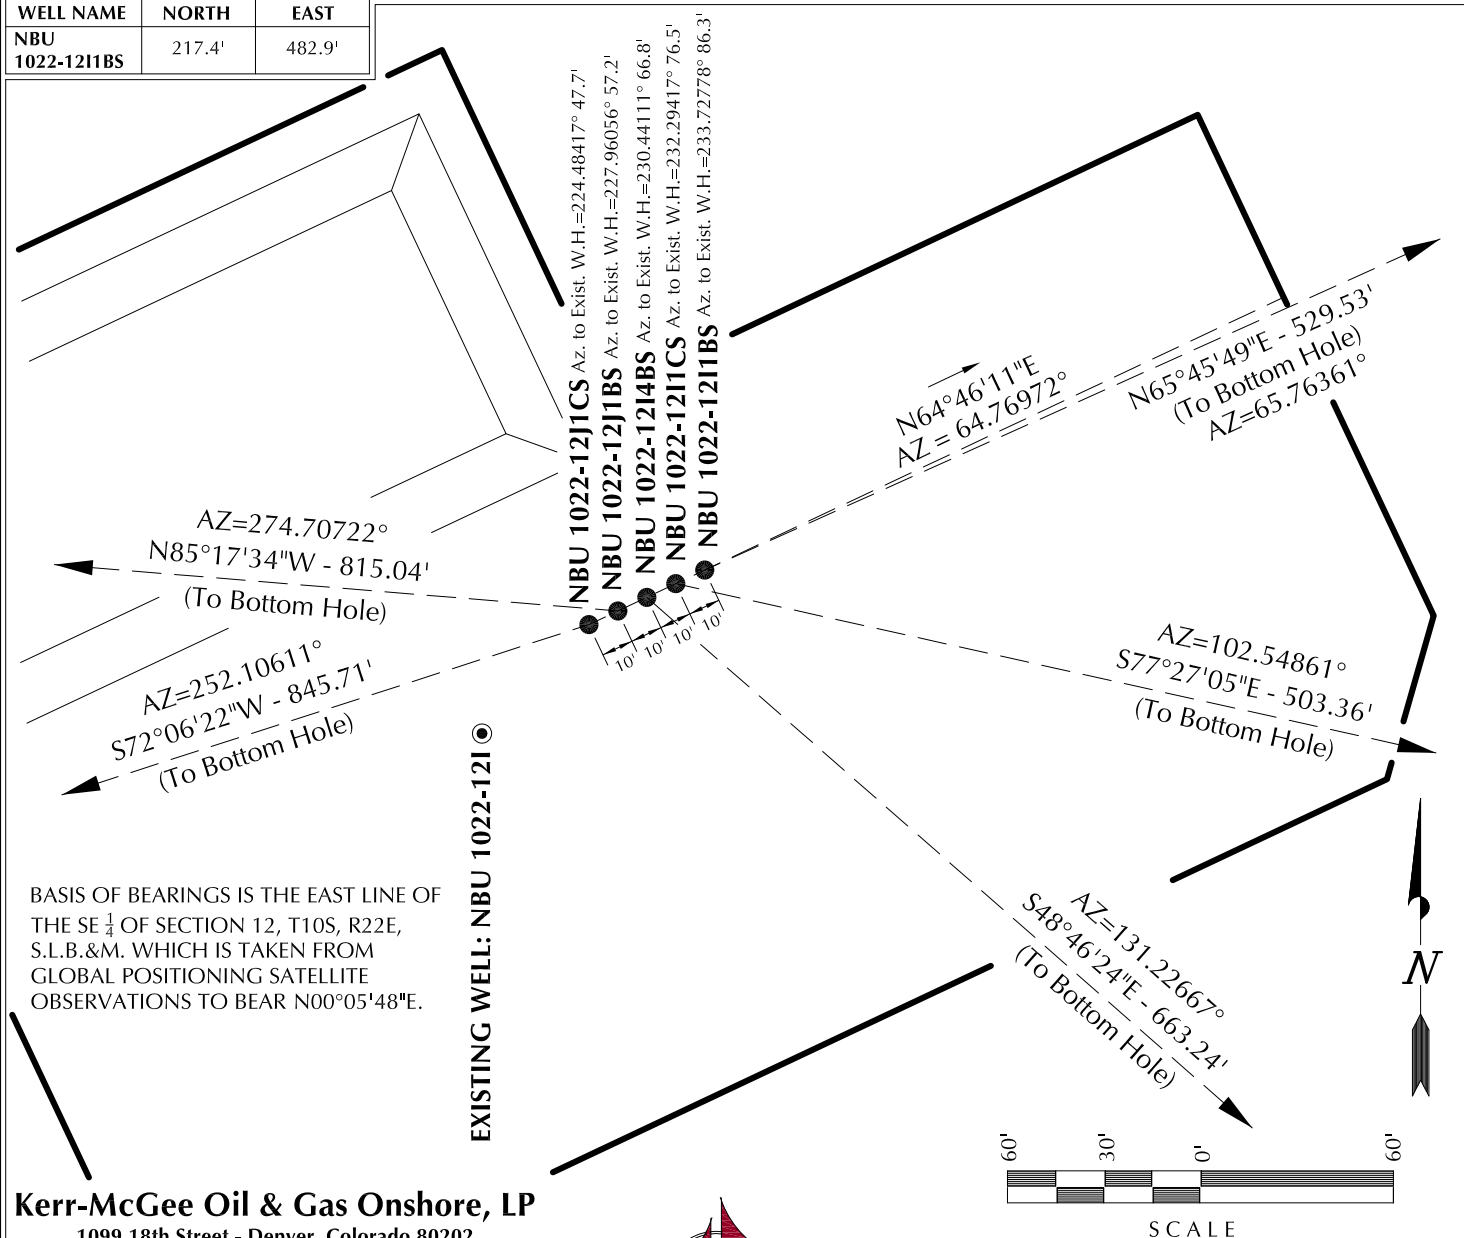 WELL NAME NORTH EAST
NBU 1022-12I1BS 217.4' 482.9'
NBU 1022-12J1CS Az. to Exist. W.H.=224.48417° 47.7'
NBU 1022-12J1BS Az. to Exist. W.H.=227.96056° 57.2'
NBU 1022-12I4BS Az. to Exist. W.H.=230.44111° 66.8'
NBU 1022-12I1CS Az. to Exist. W.H.=232.29417° 76.5'
NBU 1022-12I1BS Az. to Exist. W.H.=233.72778° 86.3'
N64°46'11"E
AZ = 64.76972°
N65°45'49"E - 529.53'
(To Bottom Hole)
AZ=65.76361°
AZ=274.70722°
N85°17'34"W - 815.04'
(To Bottom Hole)
AZ=252.10611°
S72°06'22"W - 845.71'
(To Bottom Hole)
10'
10'
10'
10'
AZ=102.54861°
S77°27'05"E - 503.36'
(To Bottom Hole)
AZ=131.22667°
S48°46'24"E - 663.24'
(To Bottom Hole)
EXISTING WELL: NBU 1022-12I
BASIS OF BEARINGS IS THE EAST LINE OF
THE SE 1/4 OF SECTION 12, T10S, R22E,
S.L.B.&M. WHICH IS TAKEN FROM
GLOBAL POSITIONING SATELLITE
OBSERVATIONS TO BEAR N00°05'48"E.
N
60' 30' 0' 60'
SCALE
Kerr-McGee Oil & Gas Onshore, LP
1099 18th Street - Denver, Colorado 80202